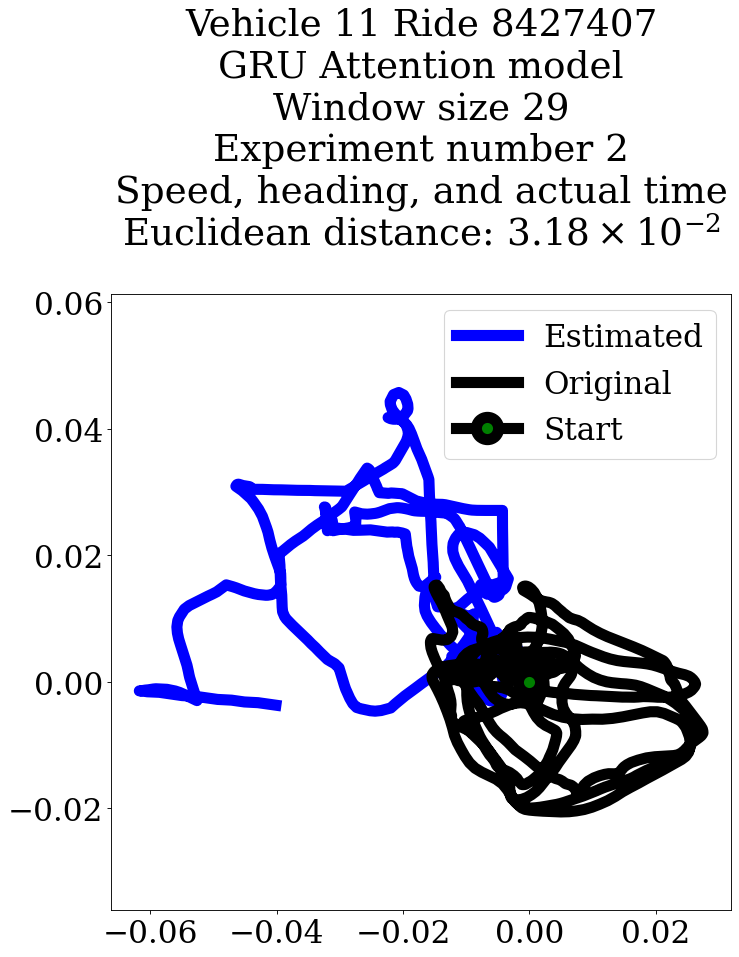 Vehicle 11 Ride 8427407
GRU Attention model
Window size 29
Experiment number 2
Speed, heading, and actual time
Euclidean distance: 3.18 × 10⁻²
0.06
0.04
0.02
0.00
−0.02
Estimated
Original
Start
−0.06
−0.04
−0.02
0.00
0.02